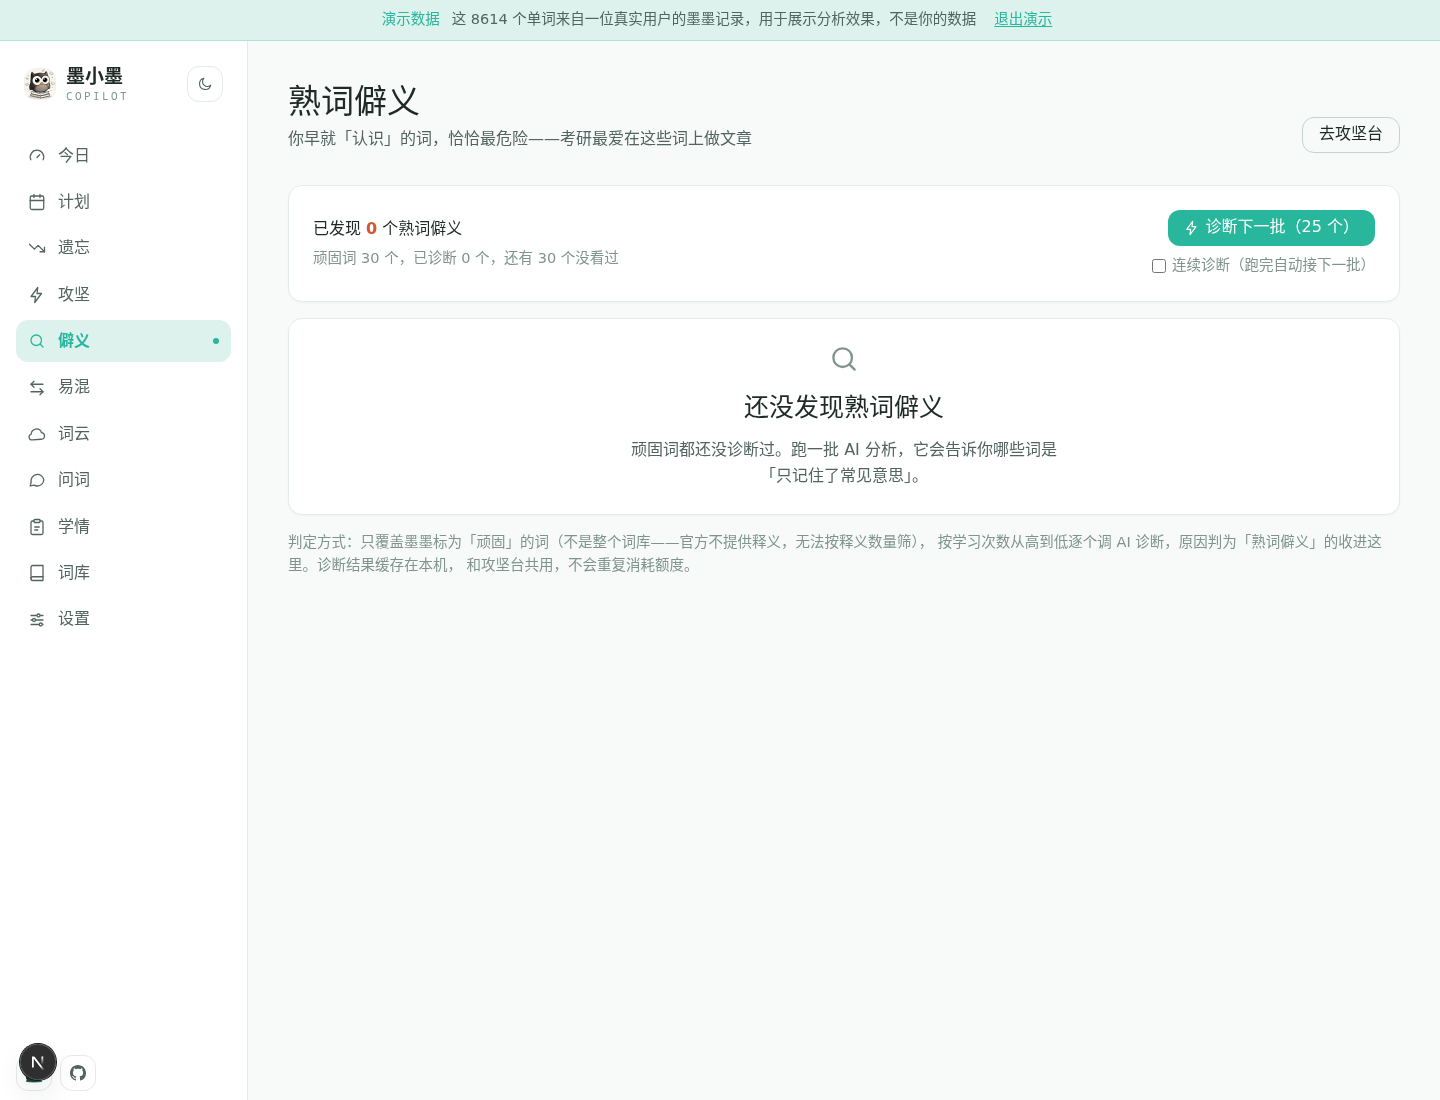 演示数据 这 8614 个单词来自一位真实用户的墨墨记录，用于展示分析效果，不是你的数据 退出演示
墨小墨
COPILOT
今日
计划
遗忘
攻坚
僻义
易混
词云
问词
学情
词库
设置
熟词僻义
你早就「认识」的词，恰恰最危险——考研最爱在这些词上做文章
去攻坚台
已发现 0 个熟词僻义
顽固词 30 个，已诊断 0 个，还有 30 个没看过
诊断下一批（25 个）
连续诊断（跑完自动接下一批）
还没发现熟词僻义
顽固词都还没诊断过。跑一批 AI 分析，它会告诉你哪些词是
「只记住了常见意思」。
判定方式：只覆盖墨墨标为「顽固」的词（不是整个词库——官方不提供释义，无法按释义数量筛）， 按学习次数从高到低逐个调 AI 诊断，原因判为「熟词僻义」的收进这
里。诊断结果缓存在本机， 和攻坚台共用，不会重复消耗额度。
N